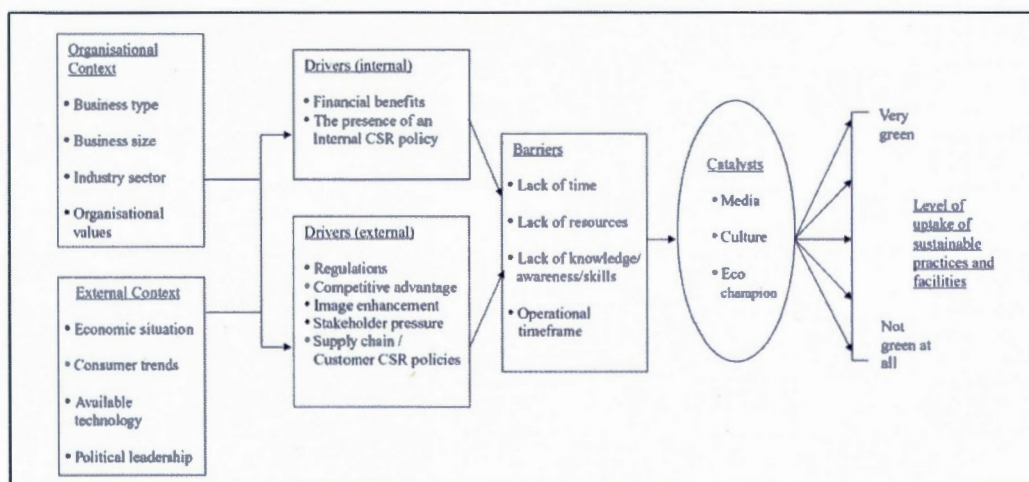 Organisational
Context
• Business type
• Business size
• Industry sector
• Organisational
values
External Context
• Economic situation
• Consumer trends
• Available
technology
• Political leadership
Drivers (internal)
• Financial benefits
• The presence of an
Internal CSR policy
Drivers (external)
• Regulations
• Competitive advantage
• Image enhancement
• Stakeholder pressure
• Supply chain /
Customer CSR policies
Barriers
• Lack of time
• Lack of resources
• Lack of knowledge/
awareness/skills
• Operational
timeframe
Catalysts
• Media
• Culture
• Eco
champion
Very
green
Level of
uptake of
sustainable
practices and
facilities
Not
green at
all